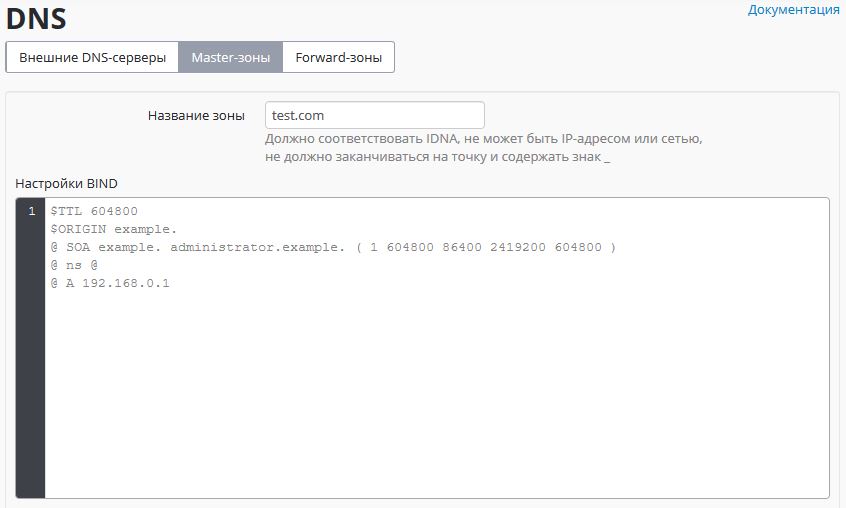 DNS
Документация
Внешние DNS-серверы Master-зоны Forward-зоны
Название зоны test.com
Должно соответствовать IDNA, не может быть IP-адресом или сетью,
не должно заканчиваться на точку и содержать знак _
Настройки BIND
1 $TTL 604800
$ORIGIN example.
@ SOA example. administrator.example. ( 1 604800 86400 2419200 604800 )
@ ns @
@ A 192.168.0.1